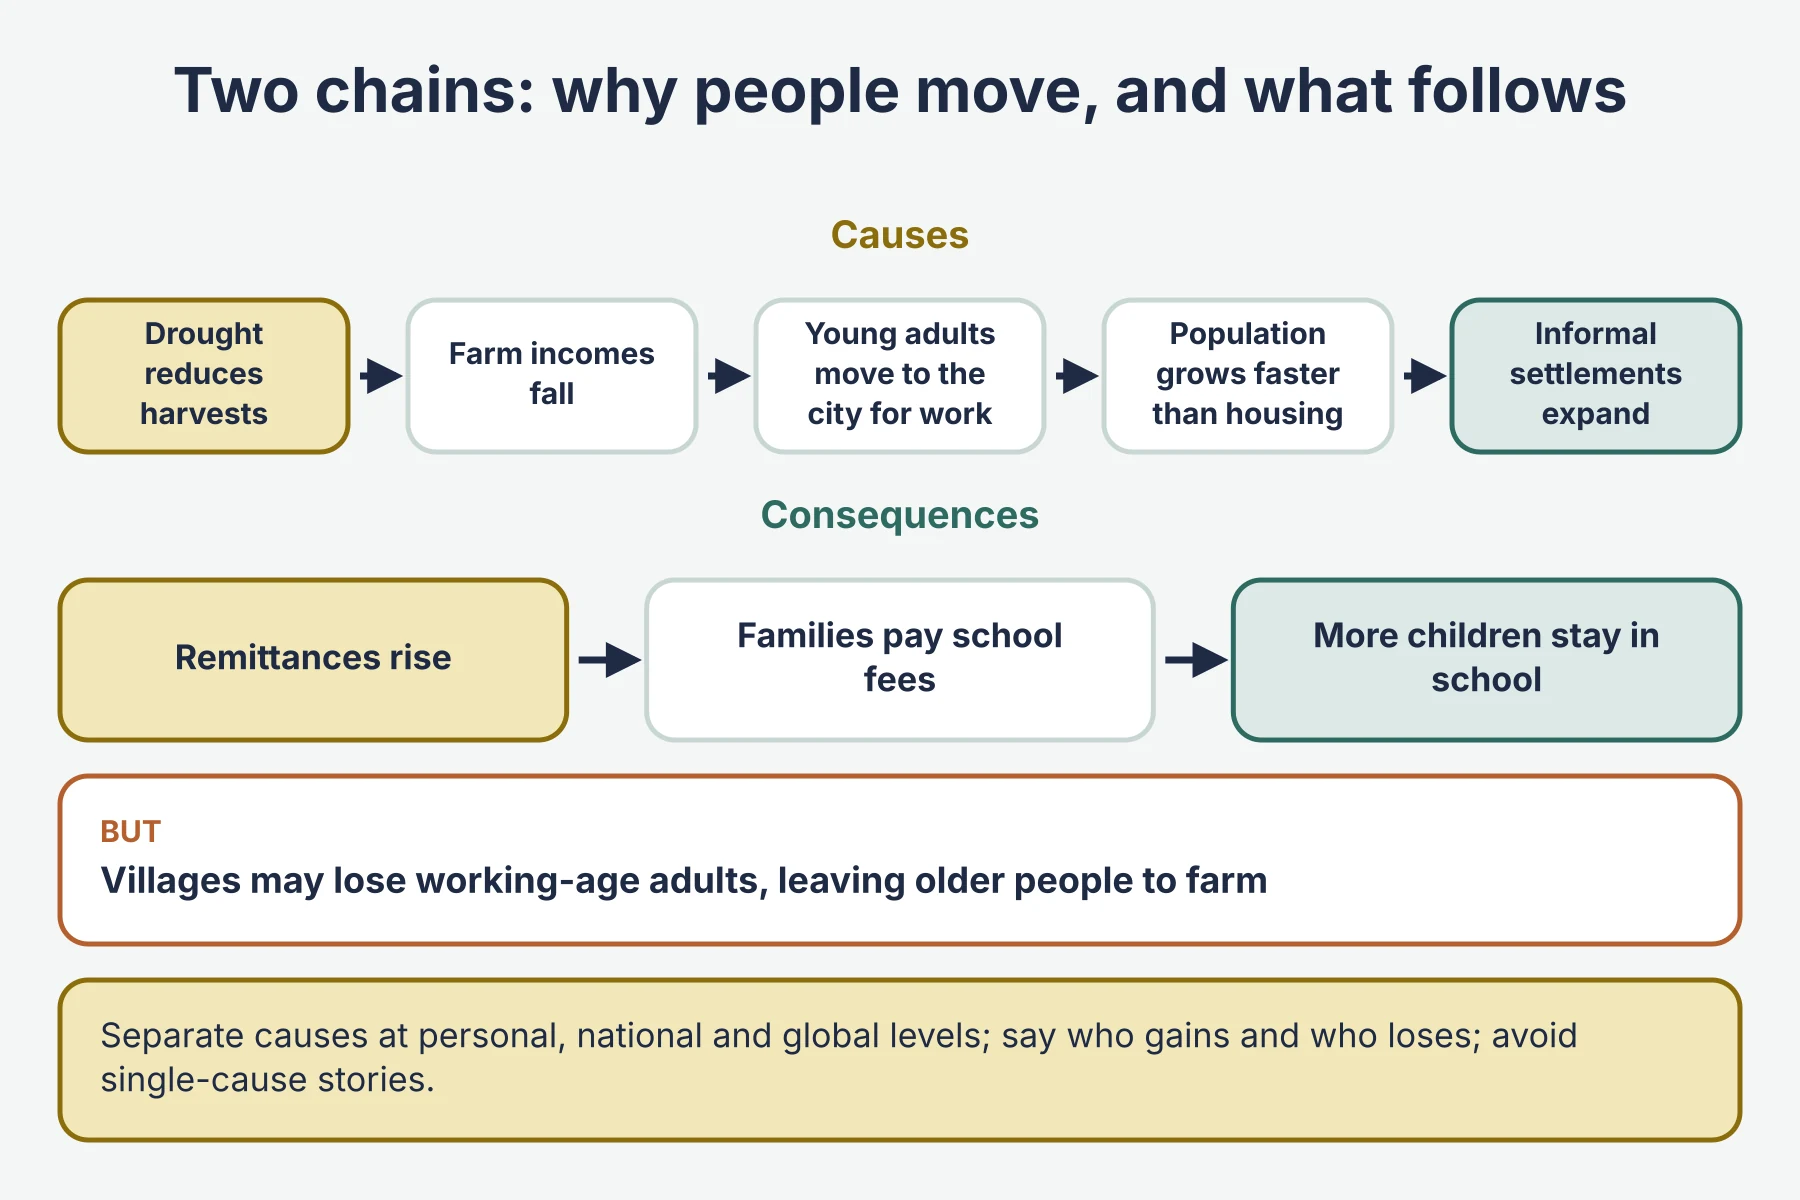 Two chains: why people move, and what follows
Causes
Drought
reduces
harvests
Farm incomes
fall
Young adults
move to the
city for work
Population
grows faster
than housing
Informal
settlements
expand
Consequences
Remittances rise
Families pay school
fees
More children stay in
school
BUT
Villages may lose working-age adults, leaving older people to farm
Separate causes at personal, national and global levels; say who gains and who loses; avoid
single-cause stories.